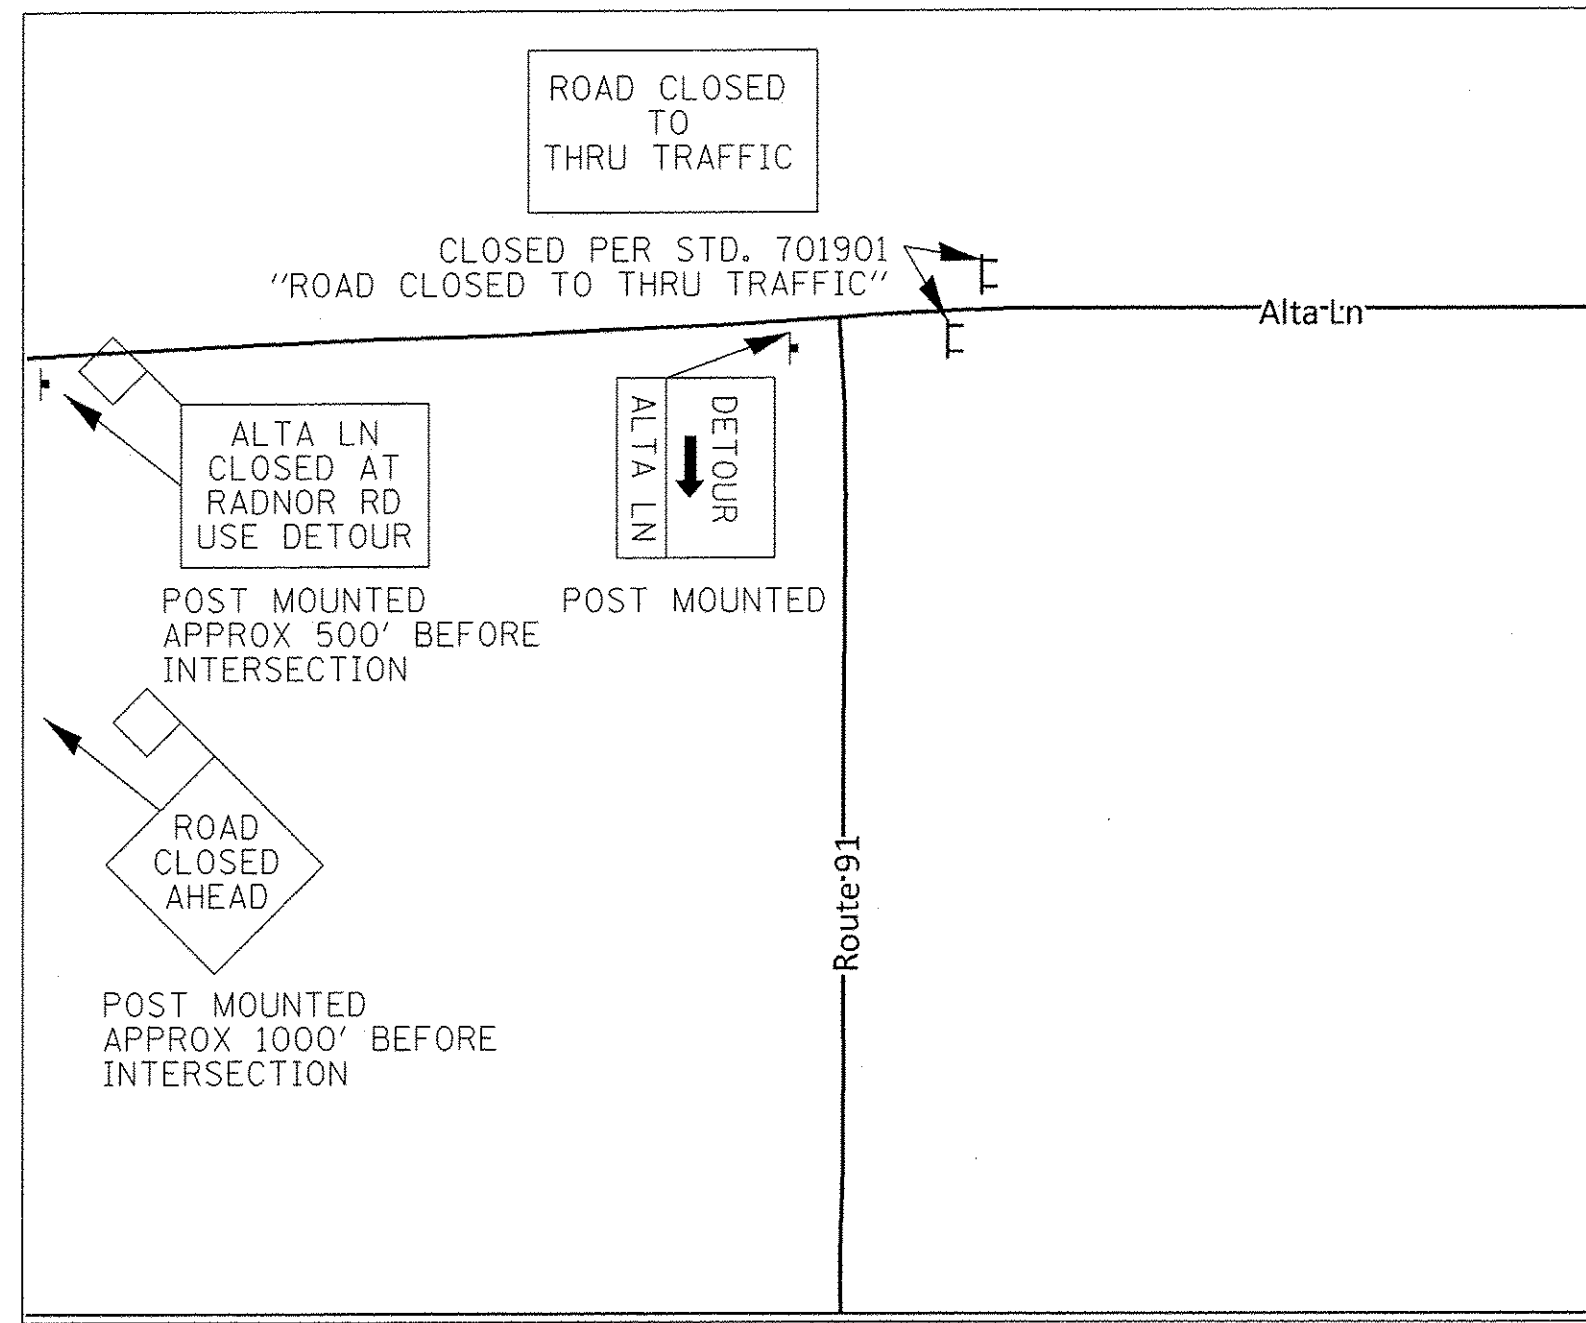 ROAD CLOSED
TO
THRU TRAFFIC
CLOSED PER STD. 701901
"ROAD CLOSED TO THRU TRAFFIC"
Alta Ln
ALTA LN
CLOSED AT
RADNOR RD
USE DETOUR
POST MOUNTED
APPROX 500' BEFORE
INTERSECTION
DETOUR
ALTA LN
POST MOUNTED
ROAD
CLOSED
AHEAD
POST MOUNTED
APPROX 1000' BEFORE
INTERSECTION
Route 91